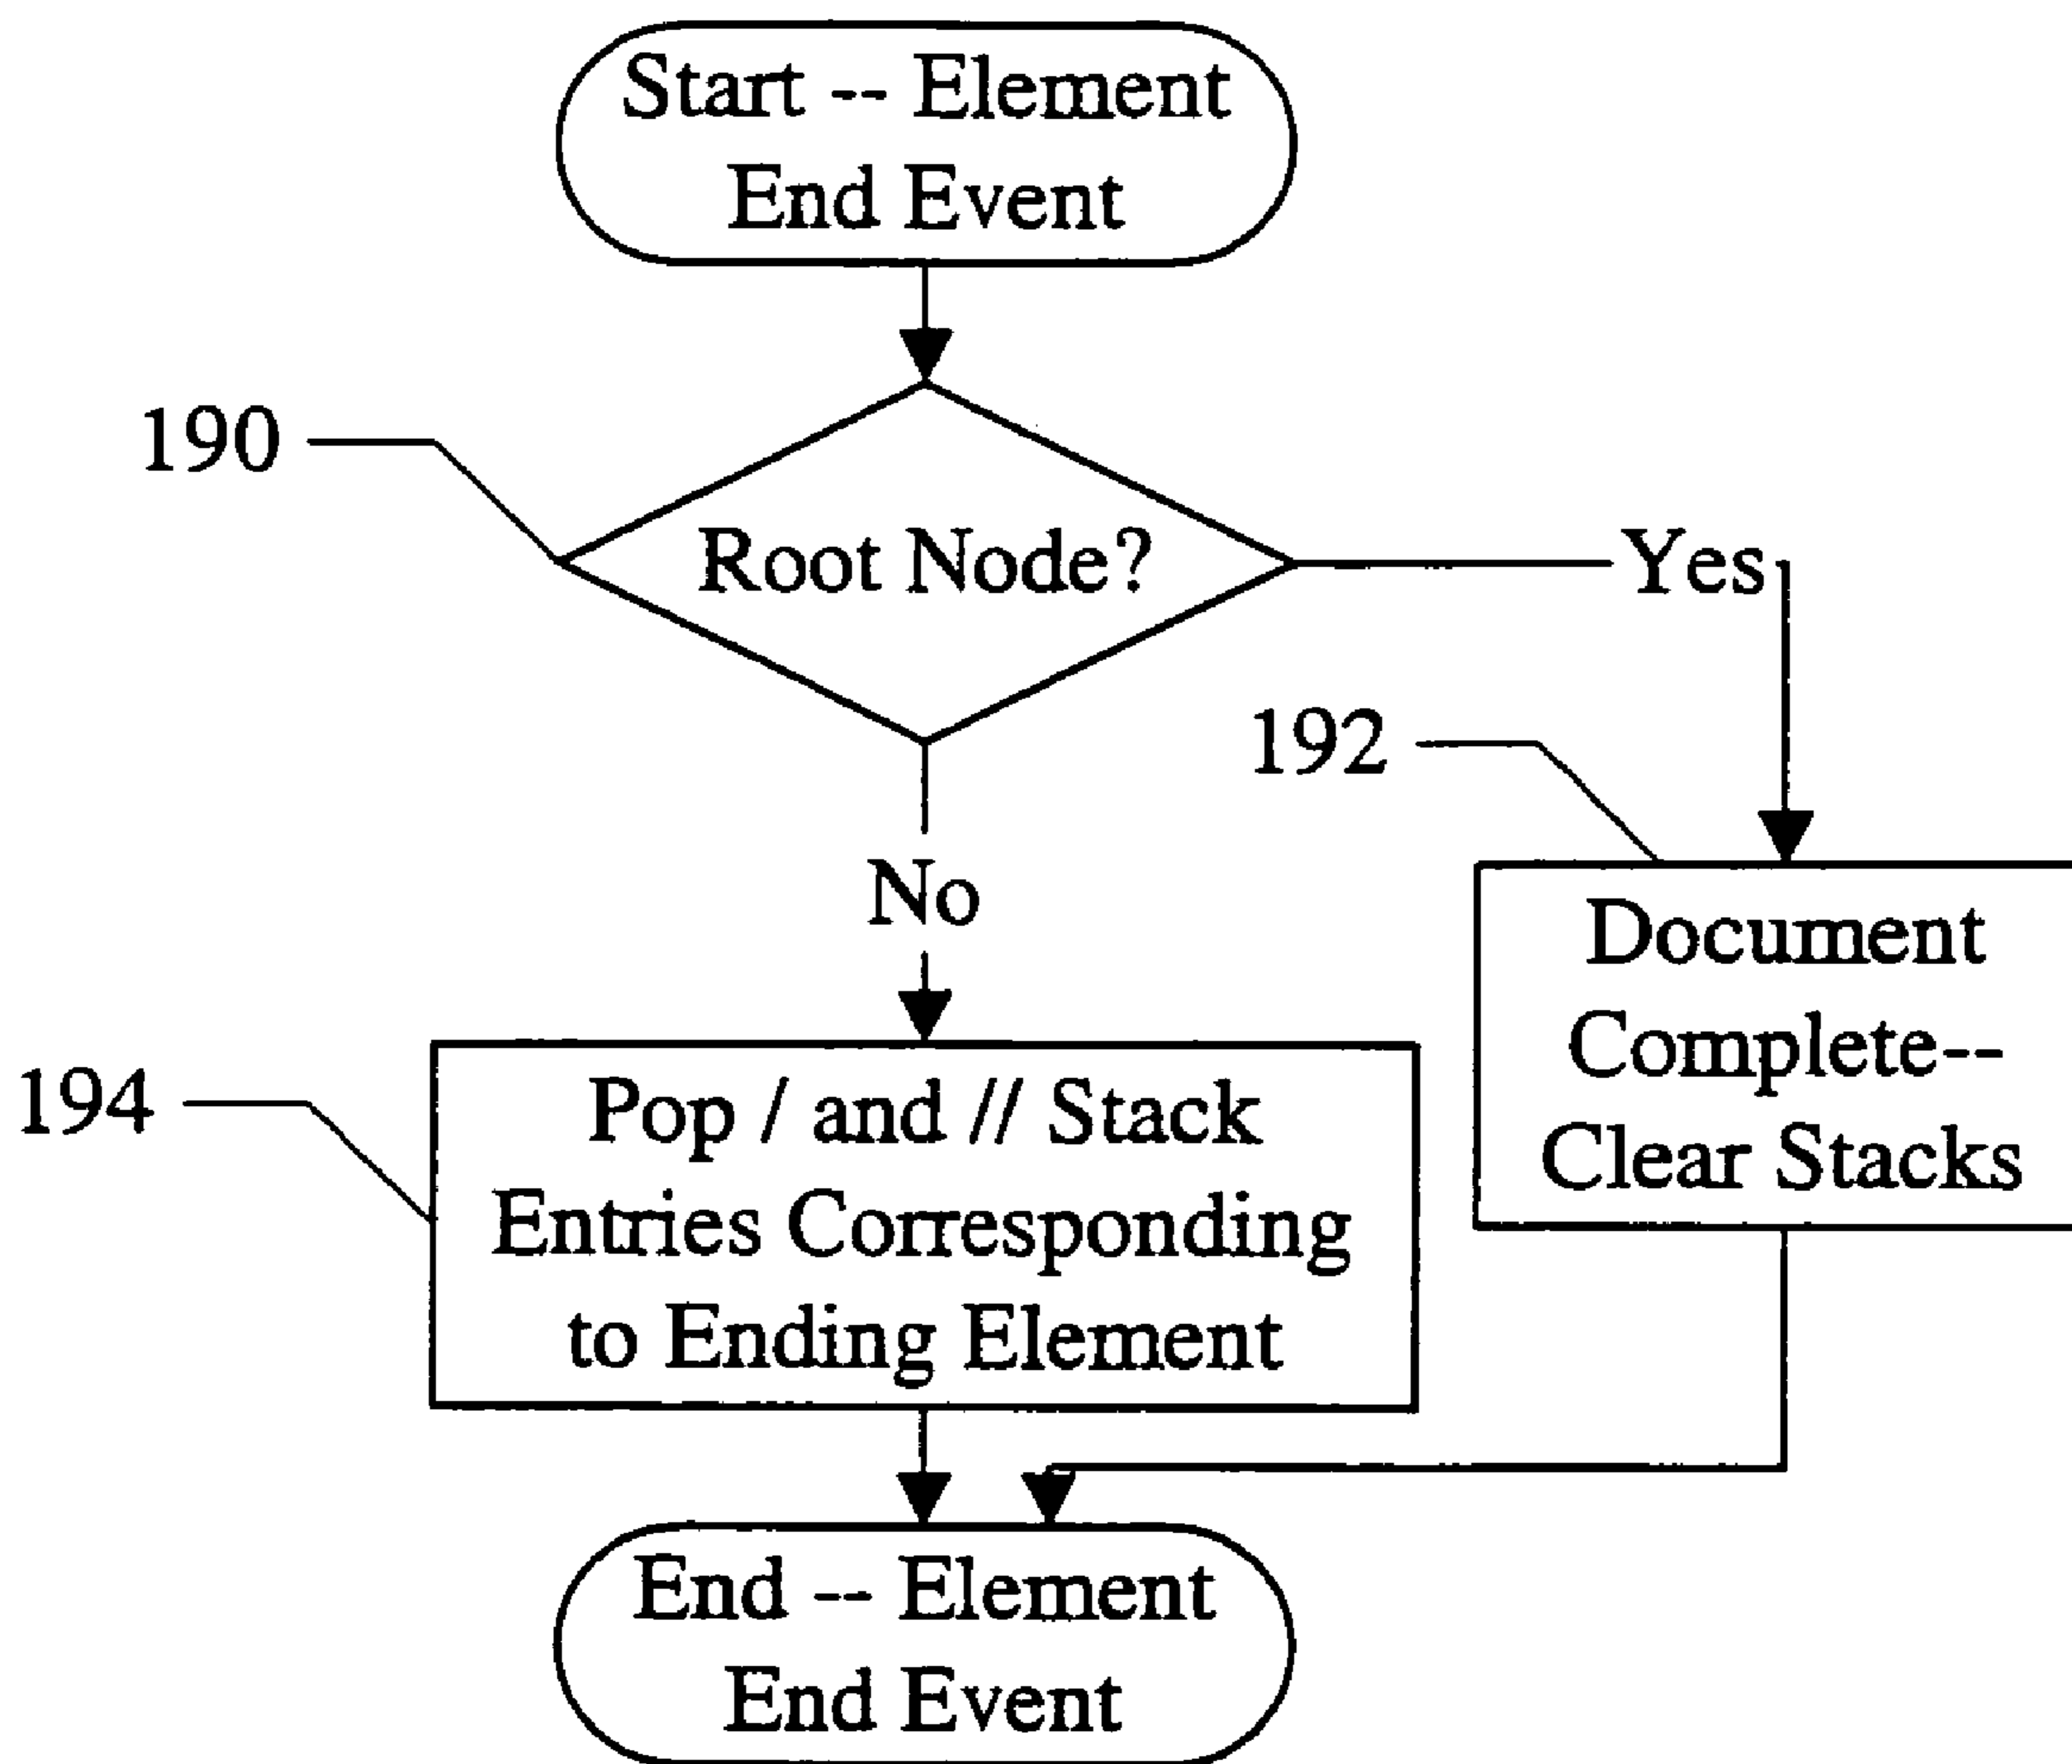 Start -- Element
End Event
190
Root Node?
Yes
192
No
Document
Complete--
Clear Stacks
194
Pop / and // Stack
Entries Corresponding
to Ending Element
End -- Element
End Event